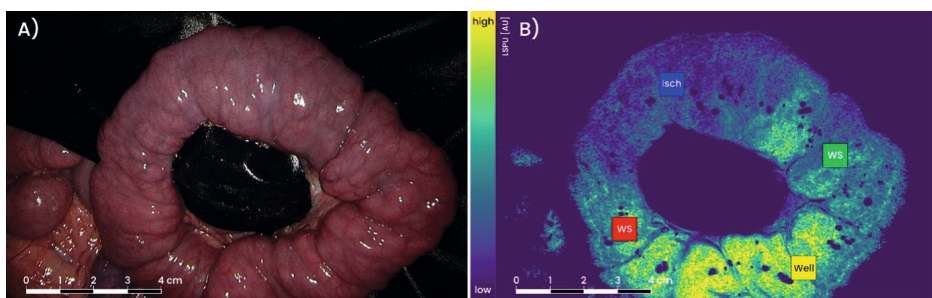 A)
0 1 2 3 4 cm
high
LSPU [AU]
low
B)
Isch
WS
WS
Well
0 1 2 3 4 cm